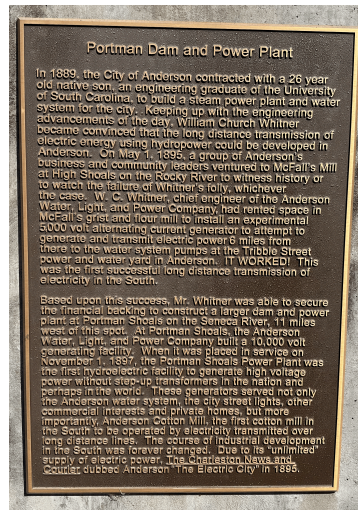 Portman Dam and Power Plant
In 1889, the City of Anderson contracted with a 26 year
old native son, an engineering graduate of the University
of South Carolina, to build a steam power plant and water
system for the city. Keeping up with the engineering
advancements of the day, William Church Whitner
became convinced that the long distance transmission of
electric energy using hydropower could be developed in
Anderson. On May 1, 1895, a group of Anderson's
business and community leaders ventured to McFall's Mill
at High Shoals on the Rocky River to witness history or
to watch the failure of Whitner's folly, whichever
the case. W. C. Whitner, chief engineer of the Anderson
Water, Light, and Power Company, had rented space in
McFall's grist and flour mill to install an experimental
5,000 volt alternating current generator to attempt to
generate and transmit electric power 6 miles from
there to the water system pumps at the Tribble Street
power and water yard in Anderson. IT WORKED! This
was the first successful long distance transmission of
electricity in the South.
Based upon this success, Mr. Whitner was able to secure
the financial backing to construct a larger dam and power
plant at Portman Shoals on the Seneca River, 11 miles
west of this spot. At Portman Shoals, the Anderson
Water, Light, and Power Company built a 10,000 volt
generating facility. When it was placed in service on
November 1, 1897, the Portman Shoals Power Plant was
the first hydroelectric facility to generate high voltage
power without step-up transformers in the nation and
perhaps in the world. These generators served not only
the Anderson water system, the city street lights, other
commercial interests and private homes, but more
importantly, Anderson Cotton Mill, the first cotton mill in
the South to be operated by electricity transmitted over
long distance lines. The course of industrial development
in the South was forever changed. Due to its "unlimited"
supply of electric power, The Charleston News and
Courier dubbed Anderson "The Electric City" in 1895.